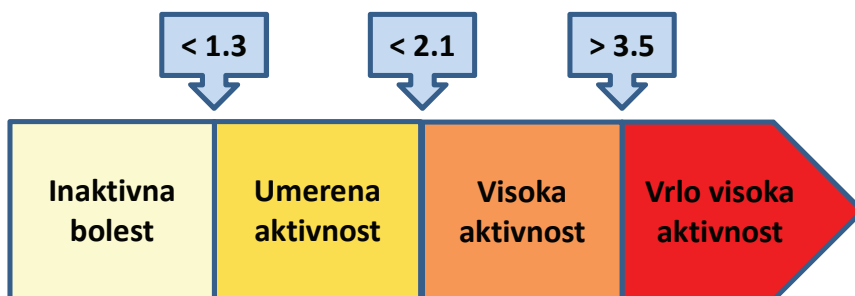 < 1.3
< 2.1
> 3.5
Inaktivna
bolest
Umerena
aktivnost
Visoka
aktivnost
Vrlo visoka
aktivnost